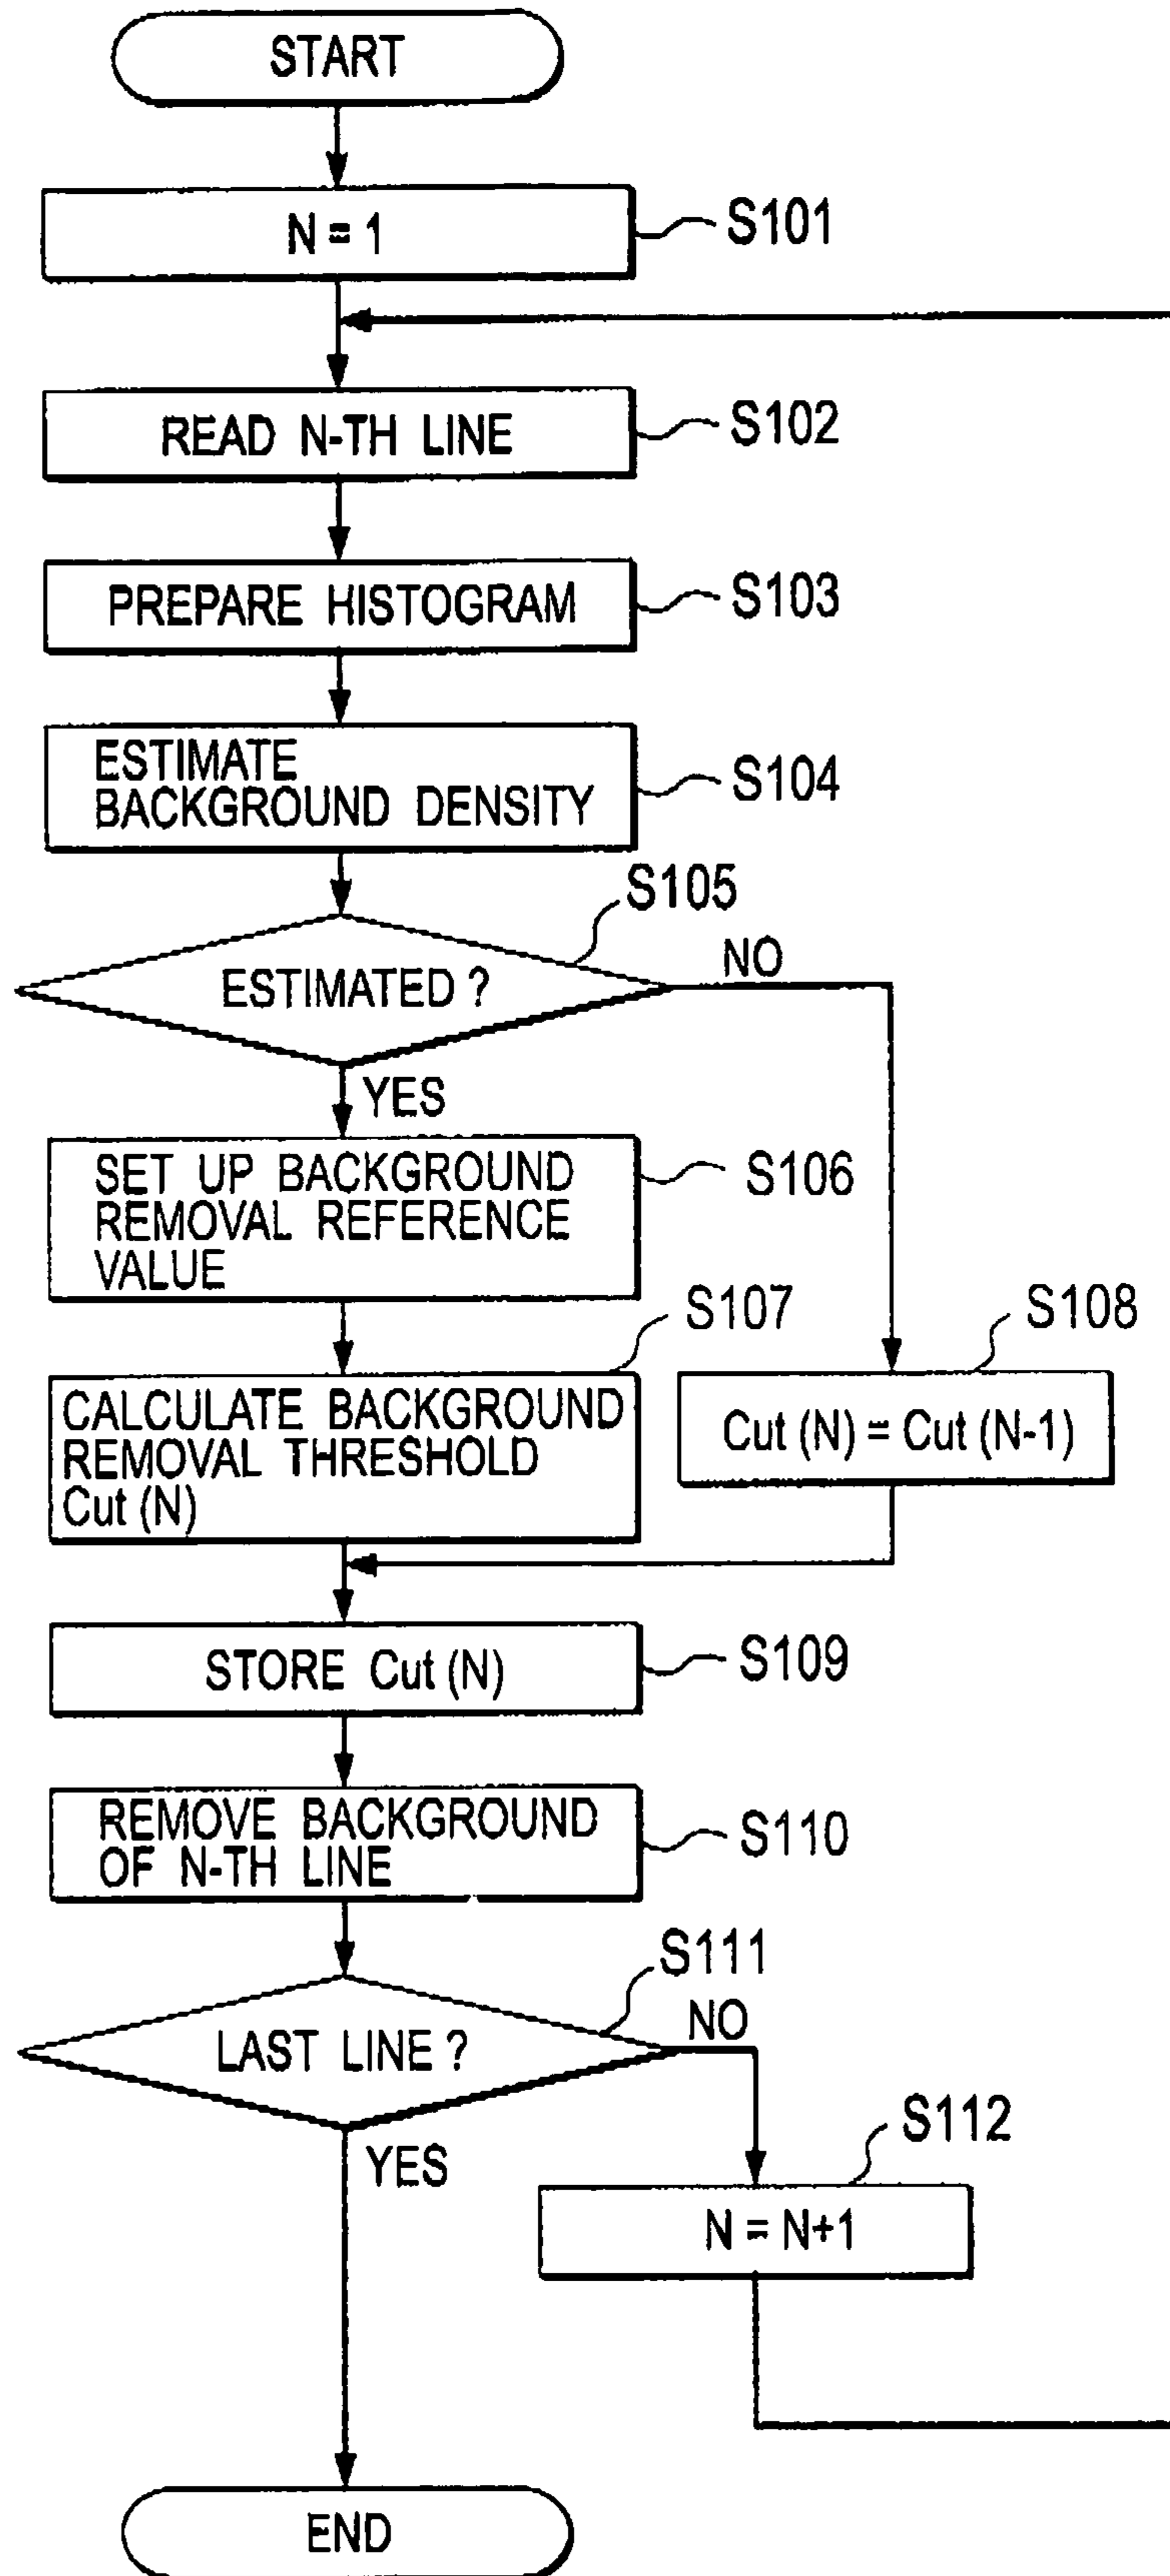 START
N = 1
S101
READ N-TH LINE
S102
PREPARE HISTOGRAM
S103
ESTIMATE
BACKGROUND DENSITY
S104
S105
ESTIMATED ?
NO
YES
SET UP BACKGROUND
REMOVAL REFERENCE
VALUE
S106
S107
CALCULATE BACKGROUND
REMOVAL THRESHOLD
Cut (N)
S108
Cut (N) = Cut (N-1)
STORE Cut (N)
S109
REMOVE BACKGROUND
OF N-TH LINE
S110
S111
LAST LINE ?
NO
YES
S112
N = N+1
END